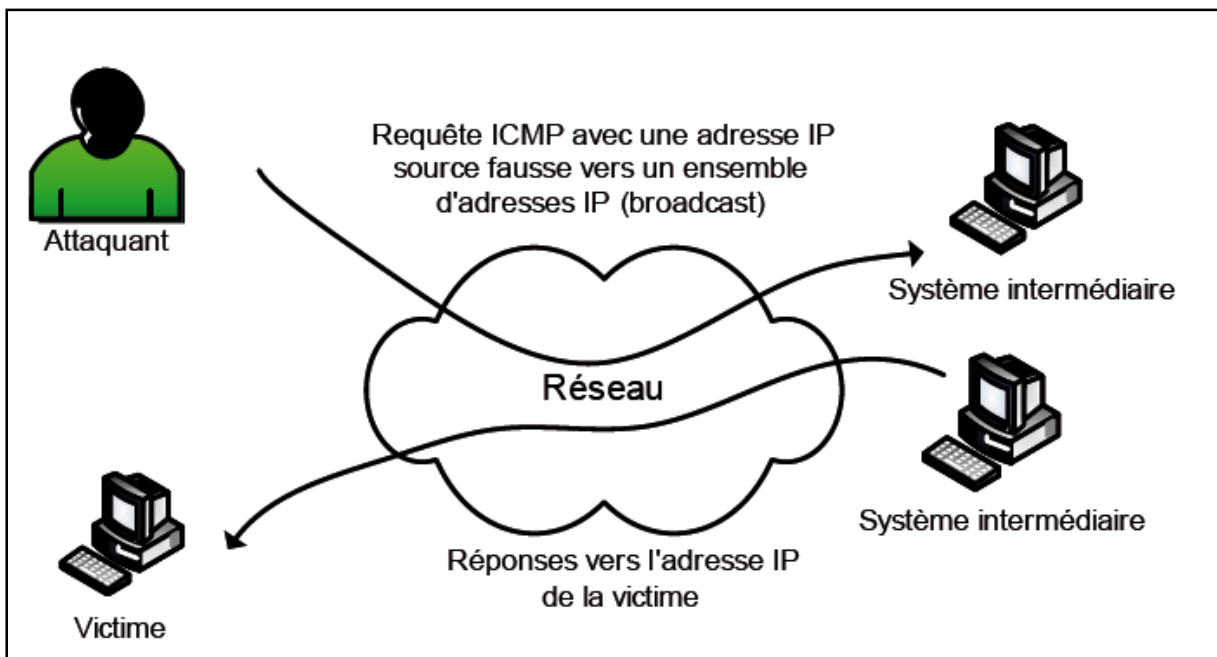 Requête ICMP avec une adresse IP
source fausse vers un ensemble
d'adresses IP (broadcast)
Attaquant
Système intermédiaire
Réseau
Système intermédiaire
Réponses vers l'adresse IP
de la victime
Victime